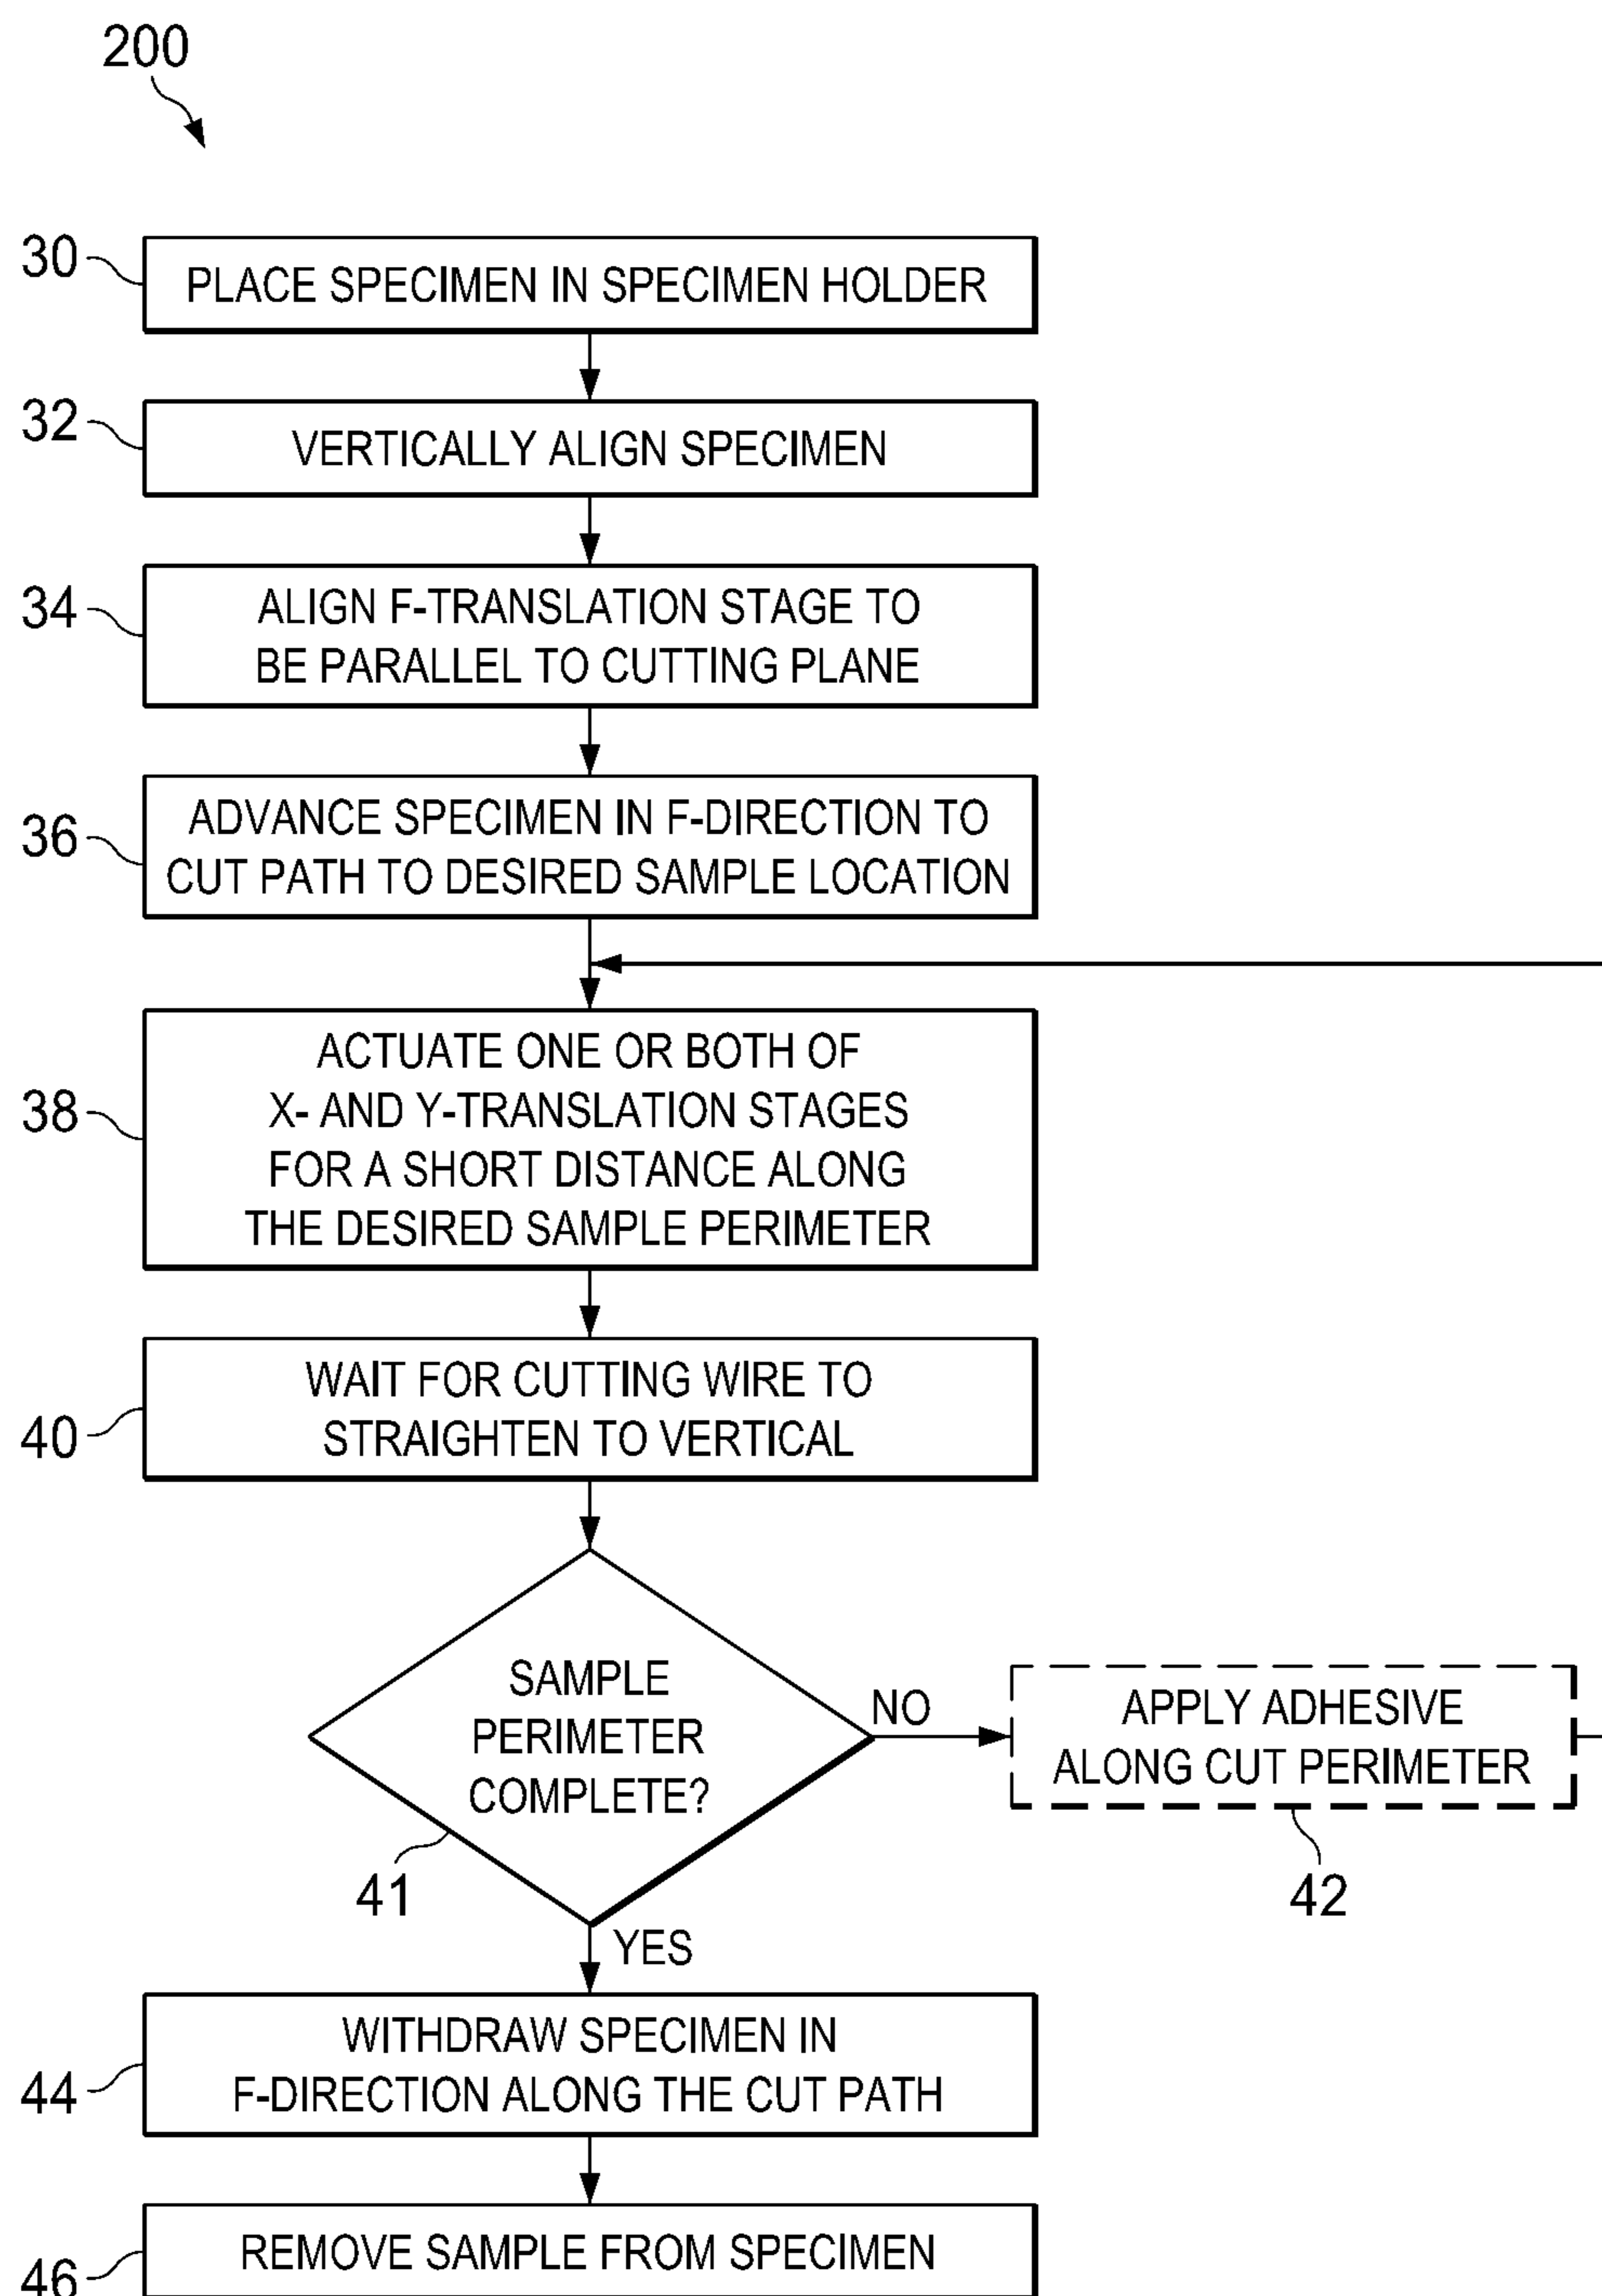 200
30
PLACE SPECIMEN IN SPECIMEN HOLDER
32
VERTICALLY ALIGN SPECIMEN
34
ALIGN F-TRANSLATION STAGE TO
BE PARALLEL TO CUTTING PLANE
36
ADVANCE SPECIMEN IN F-DIRECTION TO
CUT PATH TO DESIRED SAMPLE LOCATION
38
ACTUATE ONE OR BOTH OF
X- AND Y-TRANSLATION STAGES
FOR A SHORT DISTANCE ALONG
THE DESIRED SAMPLE PERIMETER
40
WAIT FOR CUTTING WIRE TO
STRAIGHTEN TO VERTICAL
SAMPLE
PERIMETER
COMPLETE?
41
NO
APPLY ADHESIVE
ALONG CUT PERIMETER
42
YES
44
WITHDRAW SPECIMEN IN
F-DIRECTION ALONG THE CUT PATH
46
REMOVE SAMPLE FROM SPECIMEN